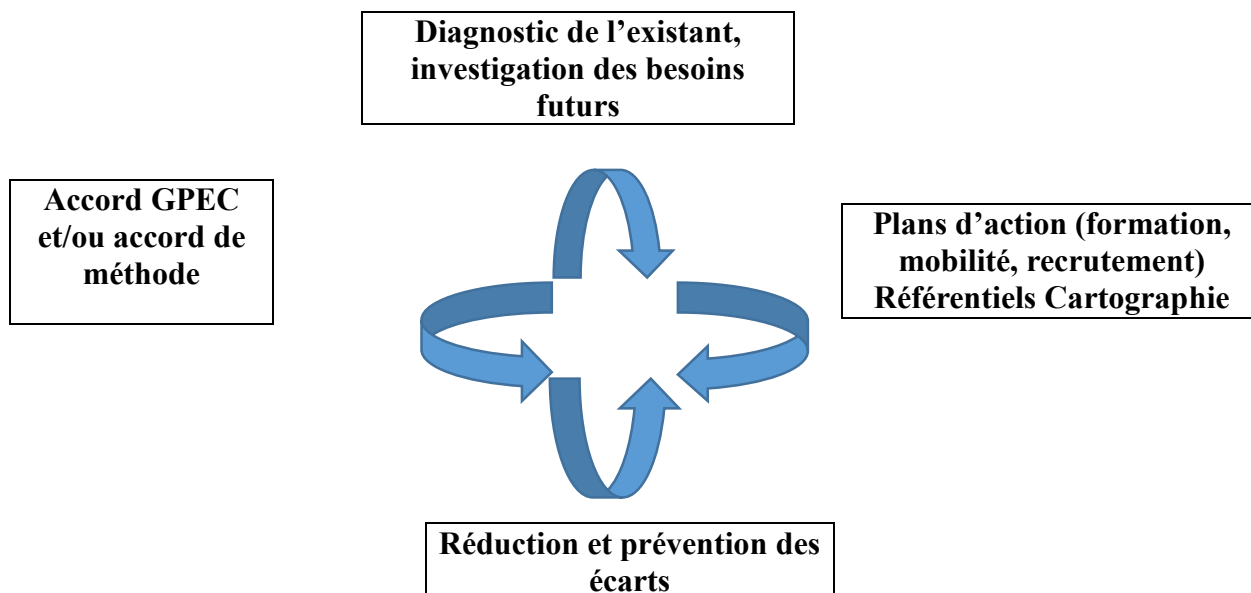 Diagnostic de l’existant,
investigation des besoins
futurs
Accord GPEC
et/ou accord de
méthode
Plans d’action (formation,
mobilité, recrutement)
Référentiels Cartographie
Réduction et prévention des
écarts